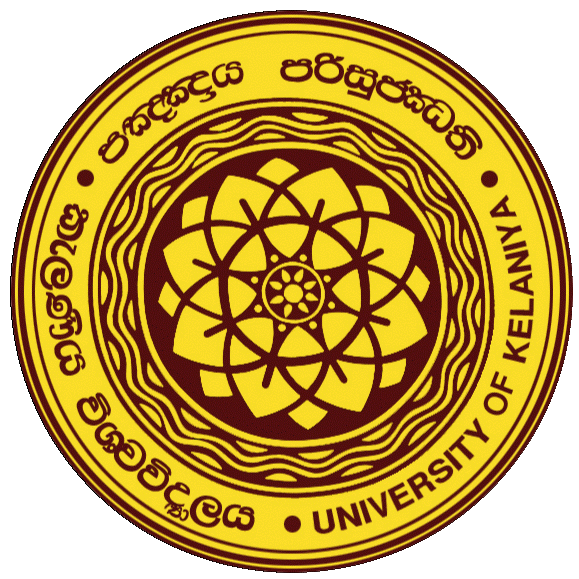 පඤ්ඤාය පරිසුජ්ඣති
කැලණිය විශ්වවිද්‍යාලය
UNIVERSITY OF KELANIYA